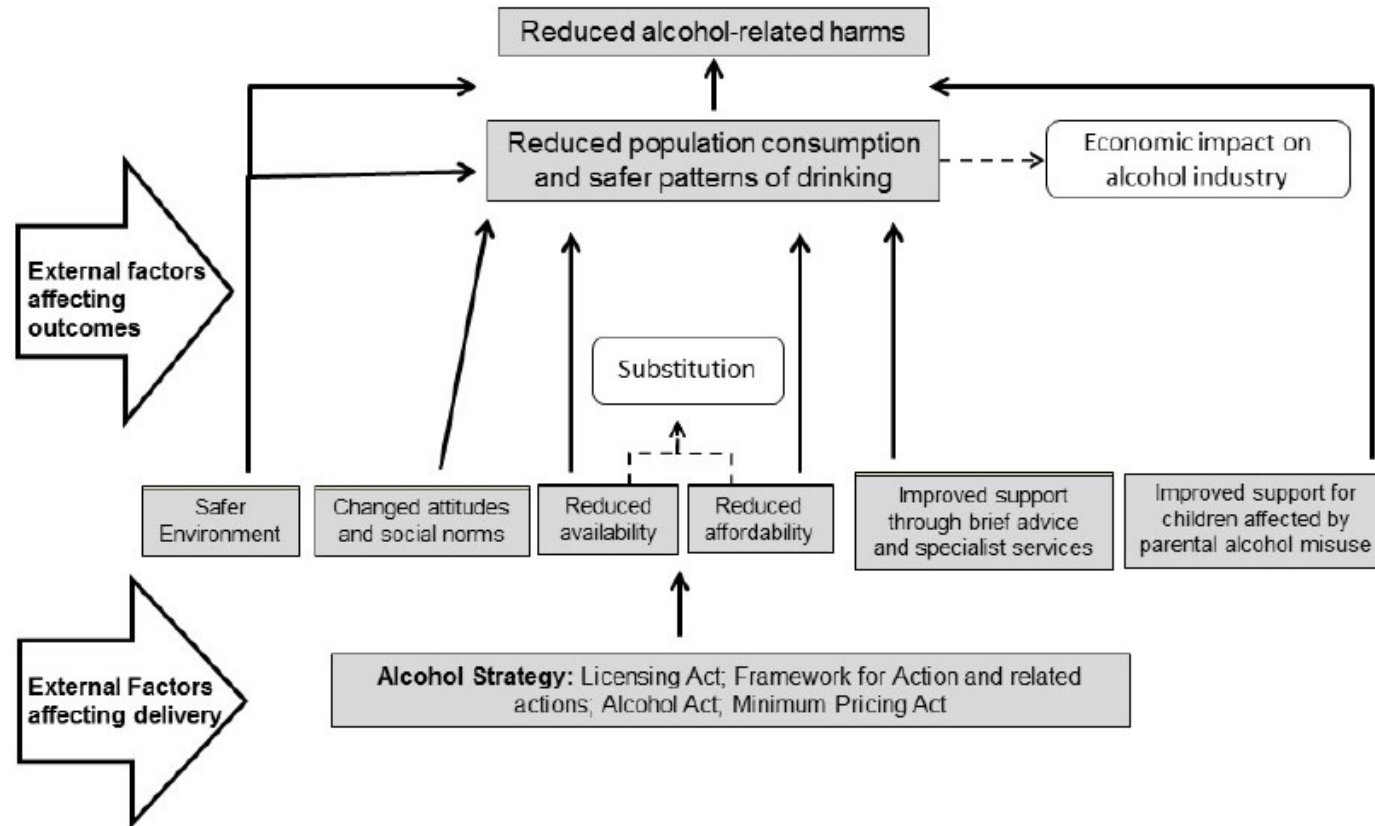 Reduced alcohol-related harms
Reduced population consumption
and safer patterns of drinking
Economic impact on
alcohol industry
External factors
affecting
outcomes
Substitution
Safer
Environment
Changed attitudes
and social norms
Reduced
availability
Reduced
affordability
Improved support
through brief advice
and specialist services
Improved support for
children affected by
parental alcohol misuse
External Factors
affecting delivery
Alcohol Strategy: Licensing Act; Framework for Action and related
actions; Alcohol Act; Minimum Pricing Act